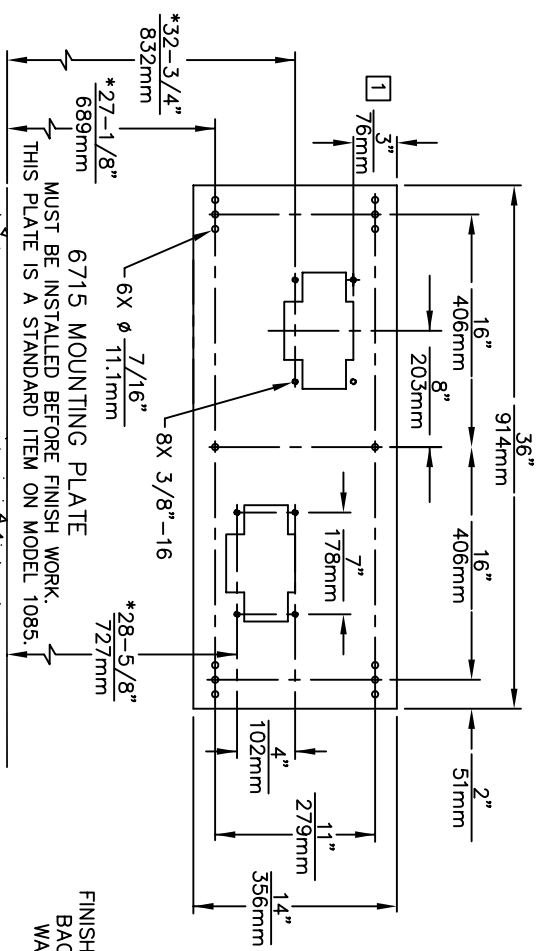 36"
914mm
16"
406mm
16"
406mm
2"
51mm
8"
203mm
1
3"
76mm
7"
178mm
11"
279mm
14"
356mm
4"
102mm
*32-3/4"
832mm
*27-1/8"
689mm
*28-5/8"
727mm
6X ø 7/16"
11.1mm
8X 3/8"-16
6715 MOUNTING PLATE
MUST BE INSTALLED BEFORE FINISH WORK.
THIS PLATE IS A STANDARD ITEM ON MODEL 1085.
FINISH